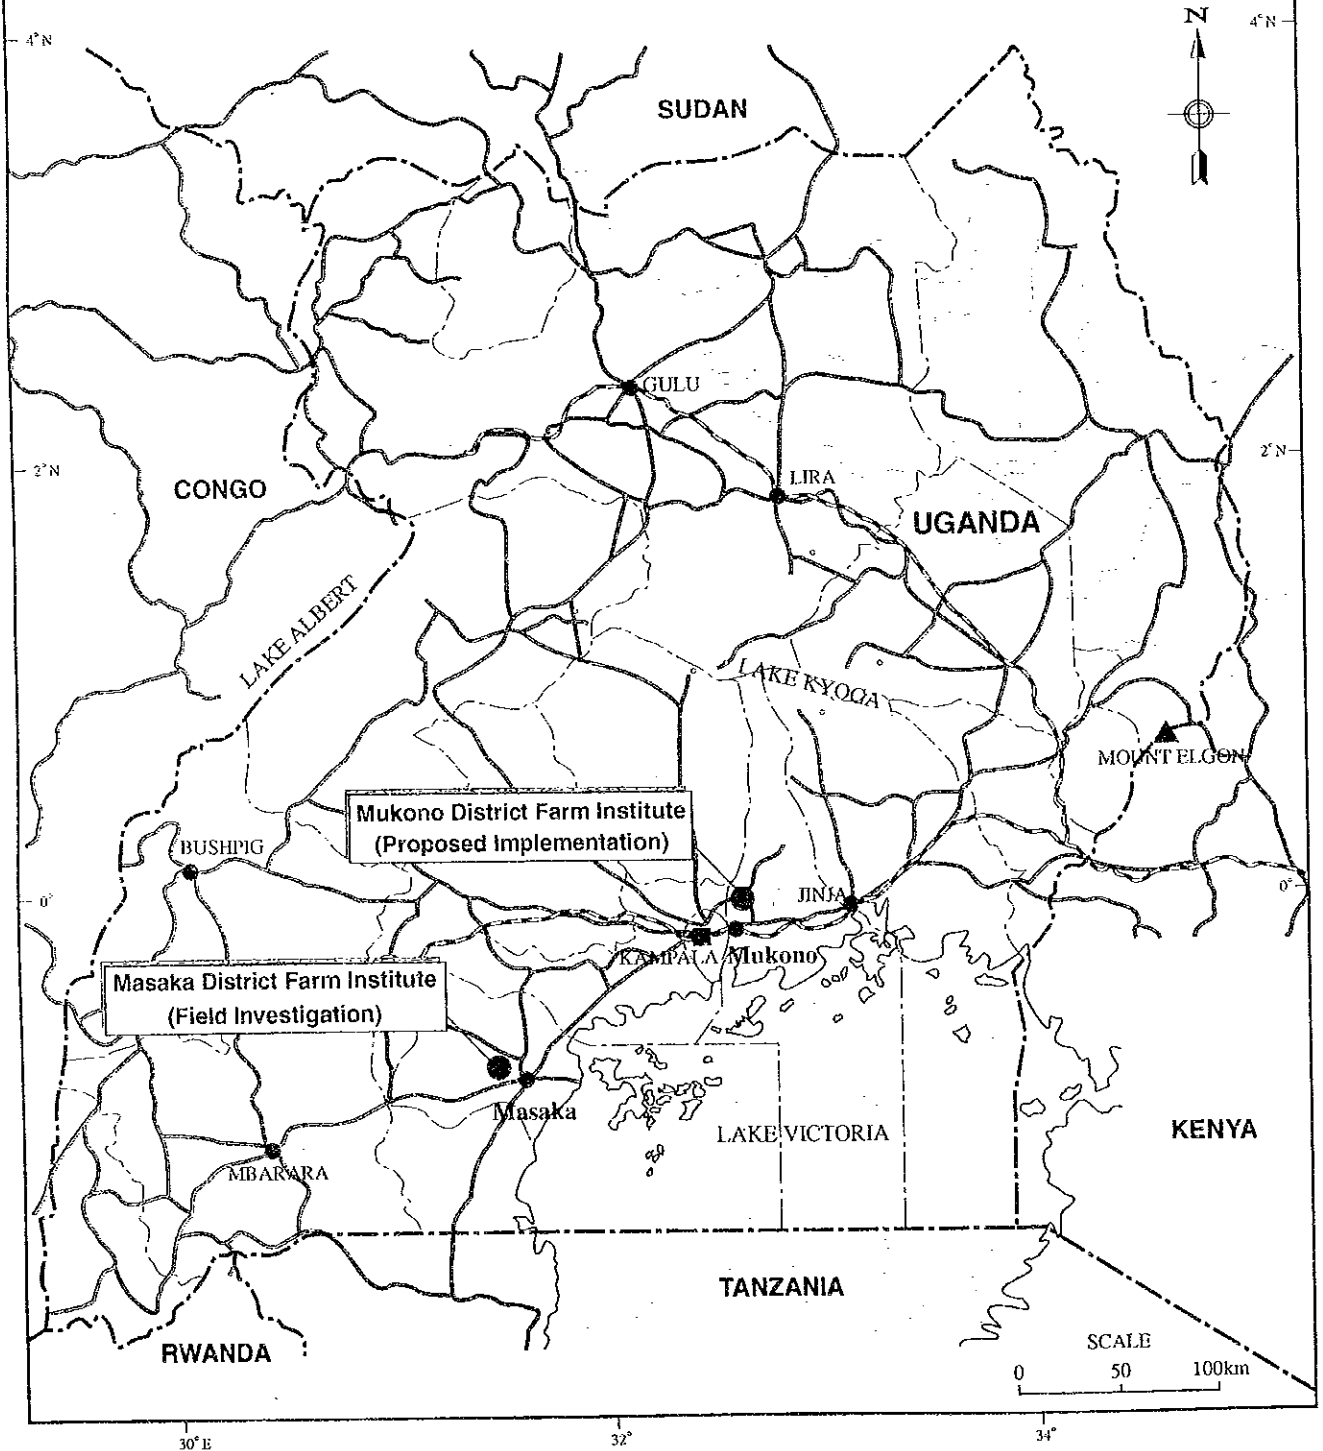 N
4°N
4°N
SUDAN
GULU
2°N
2°N
CONGO
LIRA
UGANDA
LAKE ALBERT
LAKE KYOGA
MOUNT ELGON
Mukono District Farm Institute
(Proposed Implementation)
BUSHPIG
0°
JINJA
0°
KAMPALA
Mukono
Masaka District Farm Institute
(Field Investigation)
Masaka
LAKE VICTORIA
KENYA
MBARARA
TANZANIA
RWANDA
SCALE
0 50 100km
30°E
32°
34°